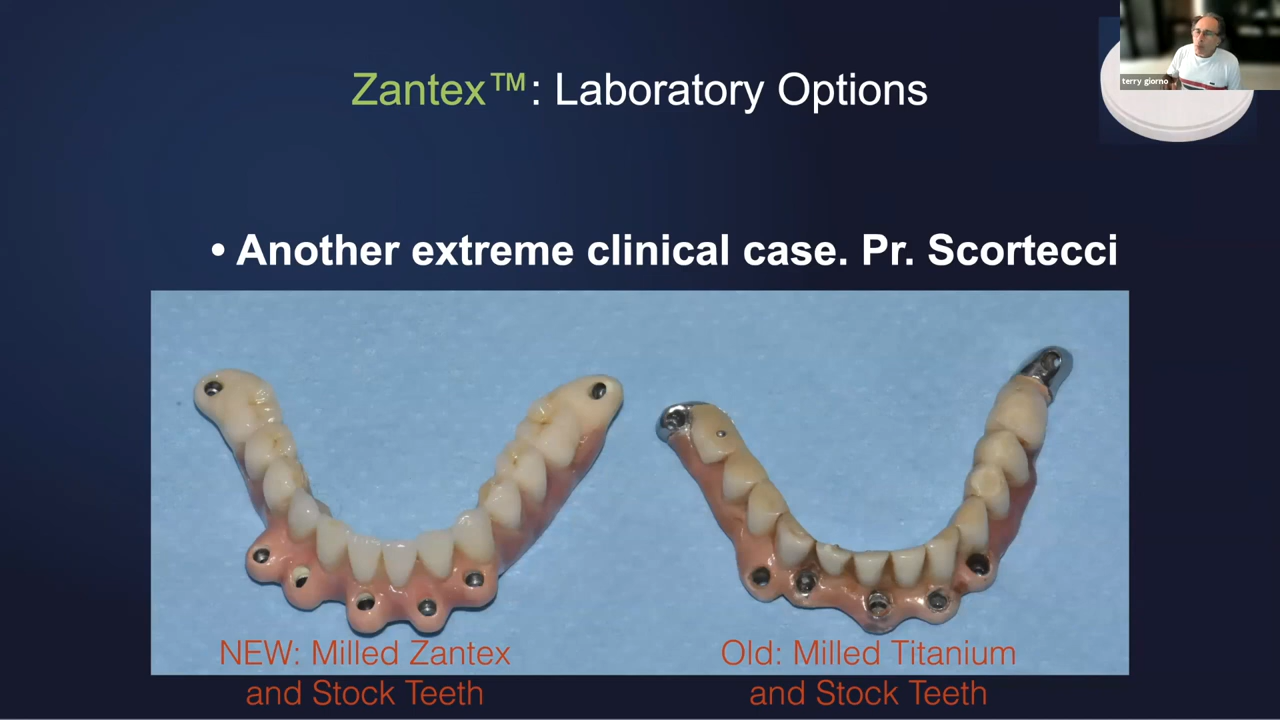 terry giorno
Zantex™: Laboratory Options
• Another extreme clinical case. Pr. Scortecci
NEW: Milled Zantex
and Stock Teeth
Old: Milled Titanium
and Stock Teeth